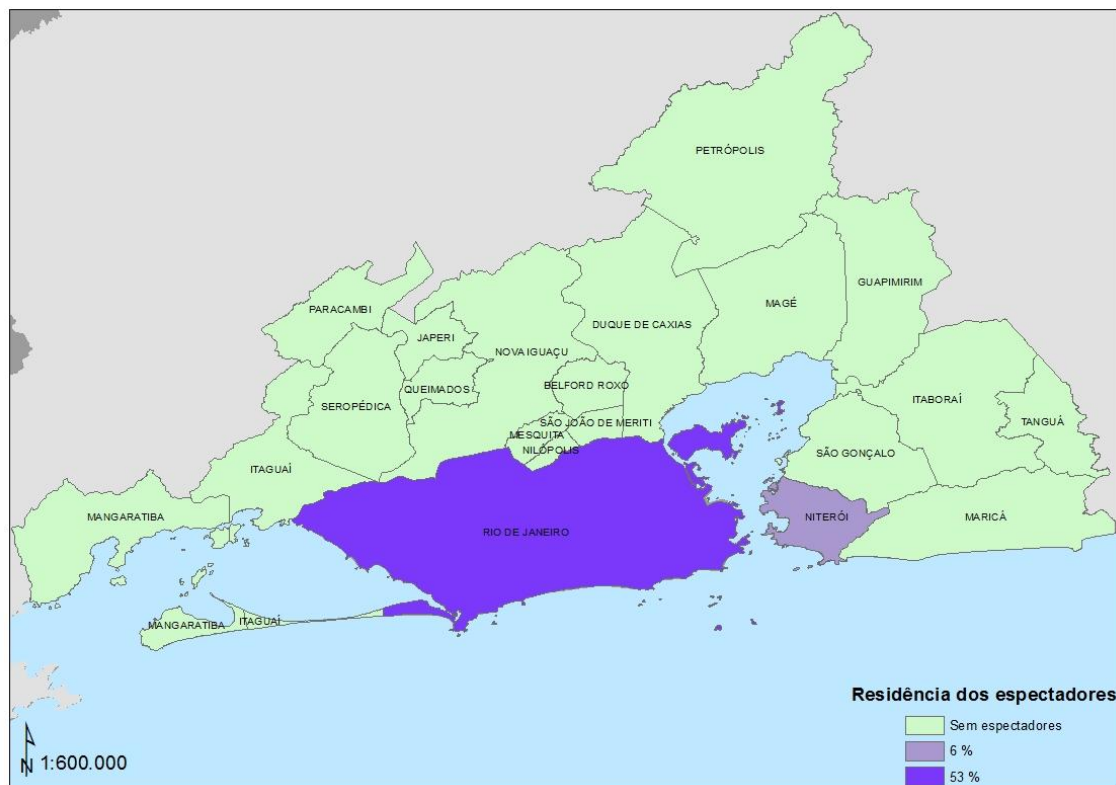 PETRÓPOLIS
GUAPIMIRIM
MAGÉ
PARACAMBI
DUQUE DE CAXIAS
JAPERI
NOVA IGUAÇU
BELFORD ROXO
QUEIMADOS
ITABORAÍ
SEROPÉDICA
SÃO JOÃO DE MERITI
TANGUÁ
MESQUITA
NILÓPOLIS
SÃO GONÇALO
ITAGUAÍ
MANGARATIBA
NITERÓI
MARICÁ
RIO DE JANEIRO
MANGARATIBA
ITAGUAÍ
Residência dos espectadores
Sem espectadores
6 %
53 %
N
1:600.000